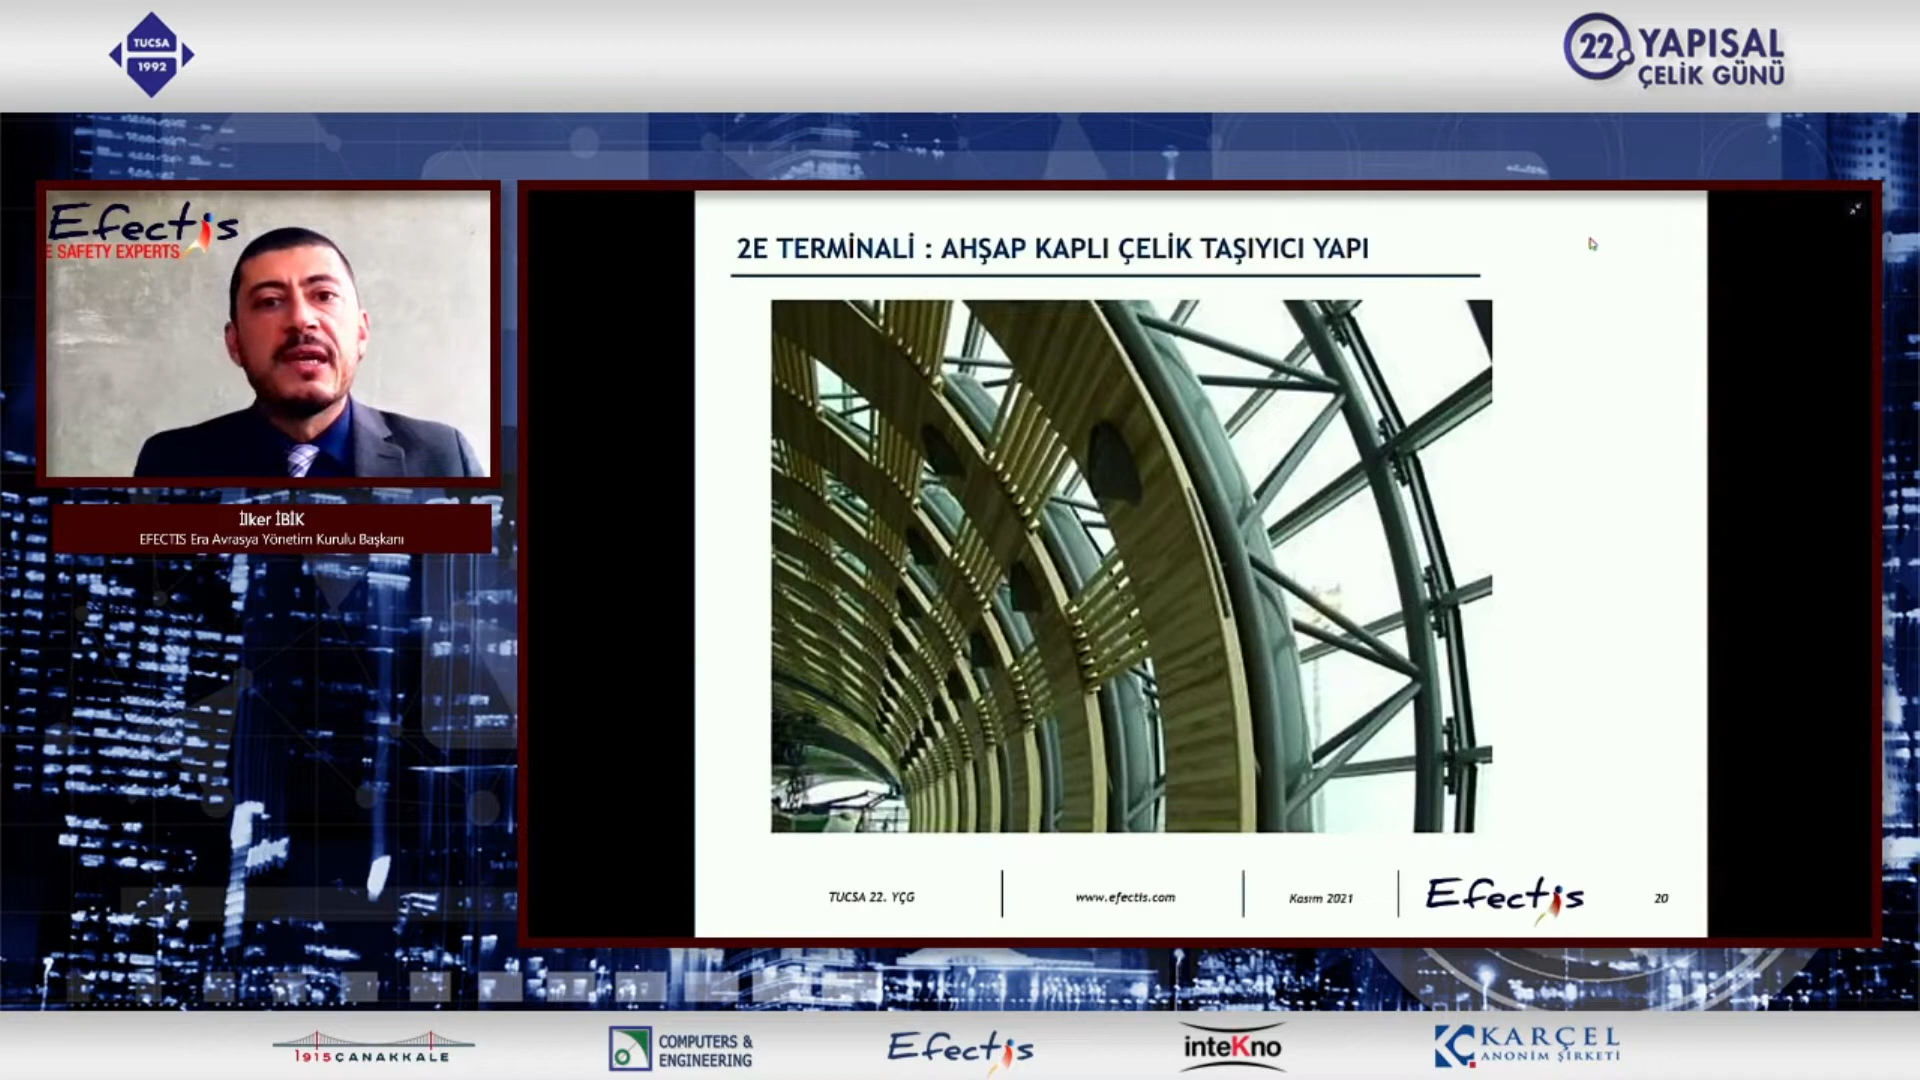 TUCSA
1992
22. YAPISAL
ÇELİK GÜNÜ
Efectis
E SAFETY EXPERTS
İlker İBİK
EFECTIS Era Avrasya Yönetim Kurulu Başkanı
2E TERMİNALİ : AHŞAP KAPLI ÇELİK TAŞIYICI YAPI
TUCSA 22. YÇG
www.efectis.com
Kasım 2021
Efectis
20
1915ÇANAKKALE
COMPUTERS &
ENGINEERING
Efectis
inteKno
KARÇEL
ANONİM ŞİRKETİ